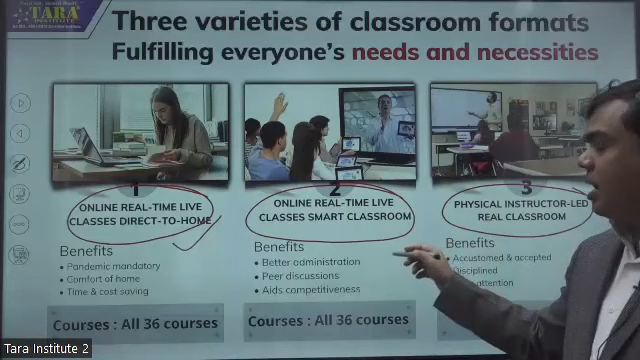 TARA
INSTITUTE
Three varieties of classroom formats
Fulfilling everyone's needs and necessities
1
ONLINE REAL-TIME LIVE
CLASSES DIRECT-TO-HOME
Benefits
• Pandemic mandatory
• Comfort of home
• Time & cost saving
Courses : All 36 courses
2
ONLINE REAL-TIME LIVE
CLASSES SMART CLASSROOM
Benefits
• Better administration
• Peer discussions
• Aids competitiveness
Courses : All 36 courses
3
PHYSICAL INSTRUCTOR-LED
REAL CLASSROOM
Benefits
• Accustomed & accepted
Disciplined
attention
Tara Institute 2